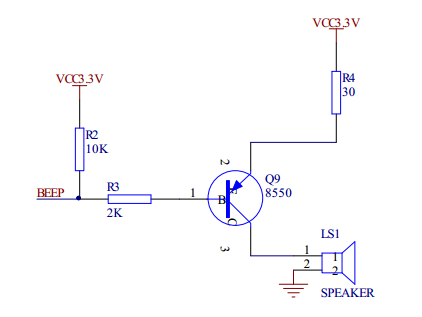 VCC3.3V
VCC3.3V
R4
30
R2
10K
2
Q9
8550
E
B
C
BEEP
R3
1
2K
3
LS1
1
1
2
2
SPEAKER